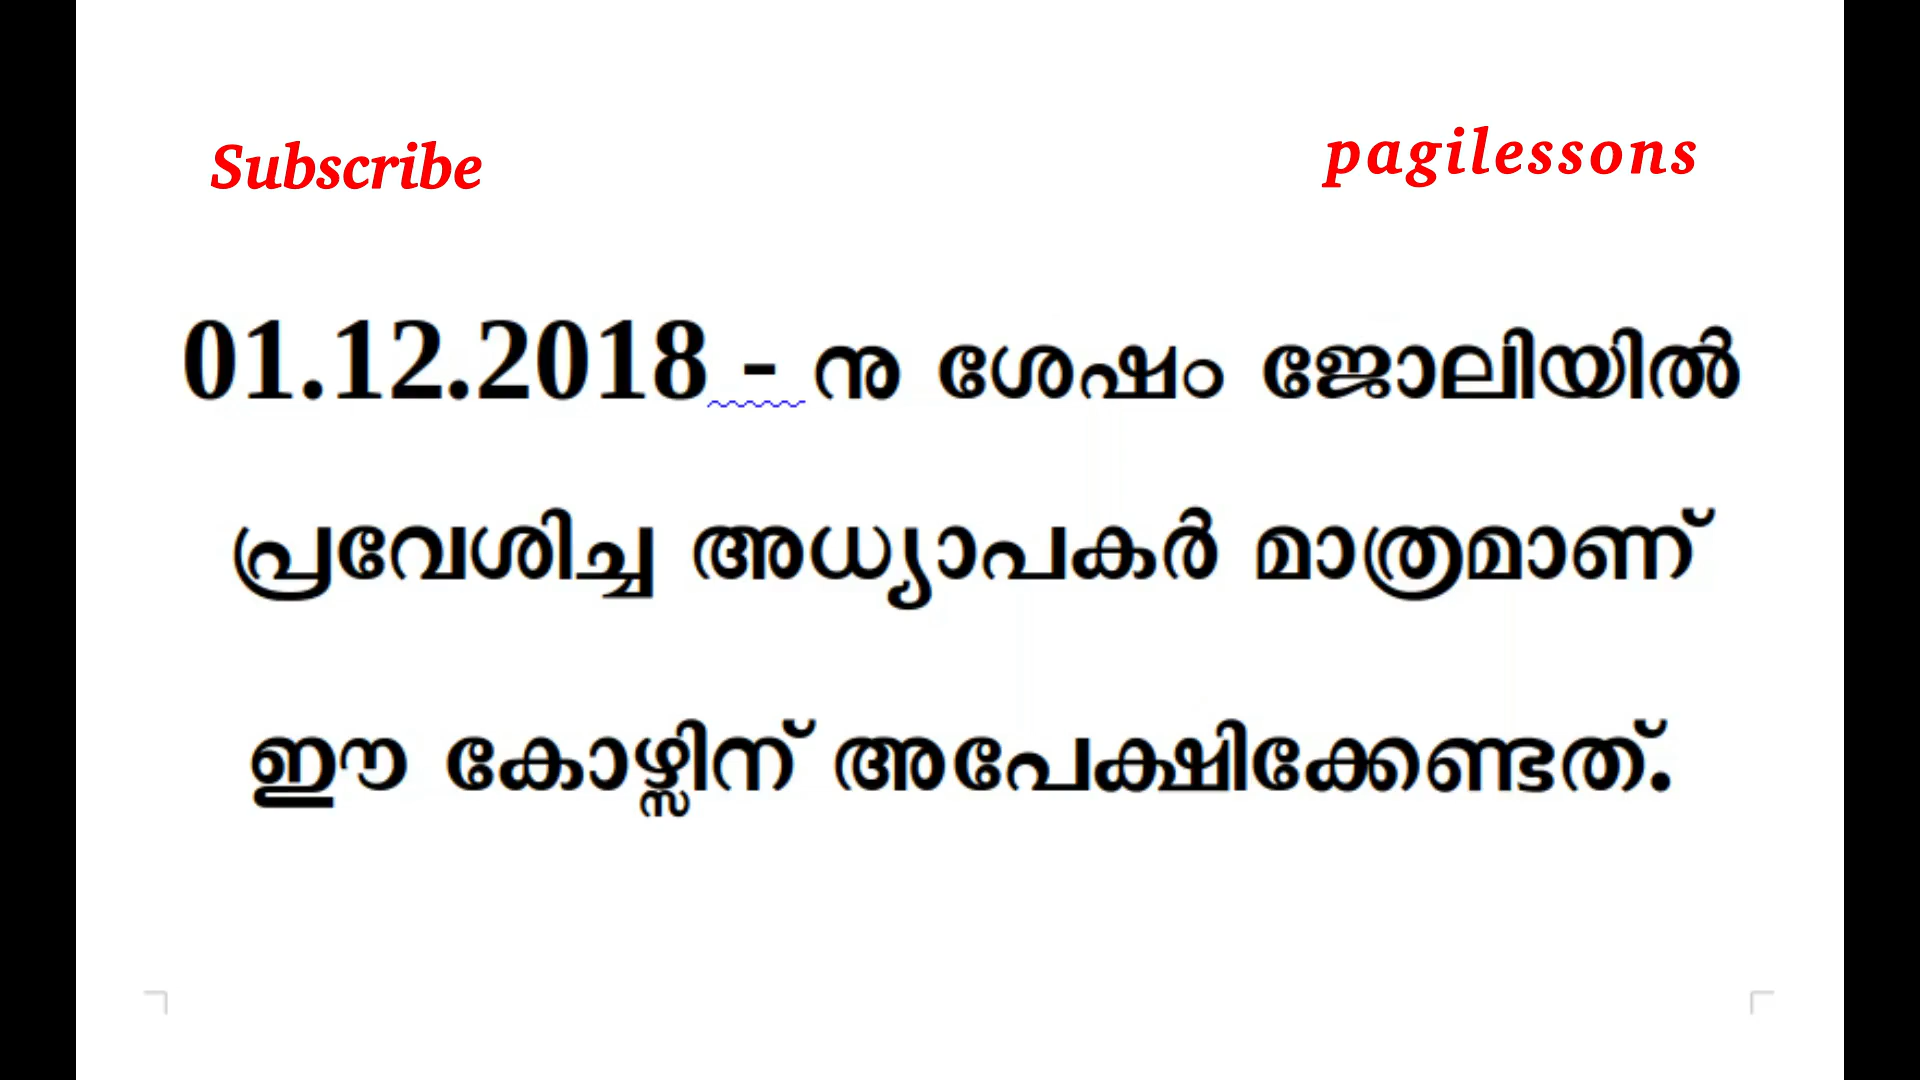 Subscribe
pagilessons
01.12.2018 - നു ശേഷം ജോലിയിൽ
പ്രവേശിച്ച അധ്യാപകർ മാത്രമാണ്
ഈ കോഴ്സിന് അപേക്ഷിക്കേണ്ടത്.